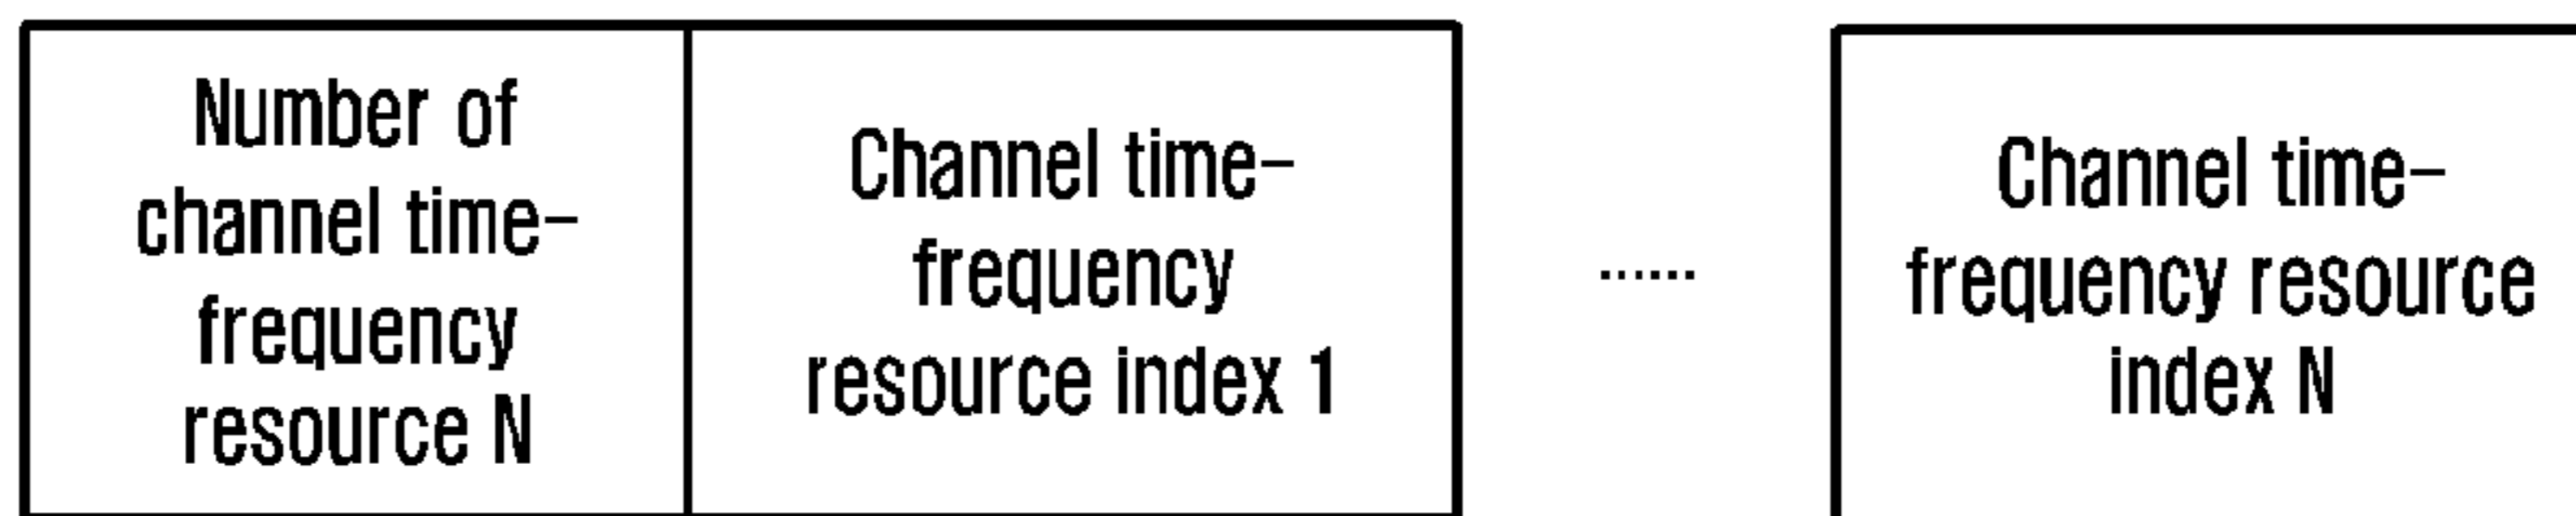 Number of
channel time-
frequency
resource N
Channel time-
frequency
resource index 1
......
Channel time-
frequency resource
index N